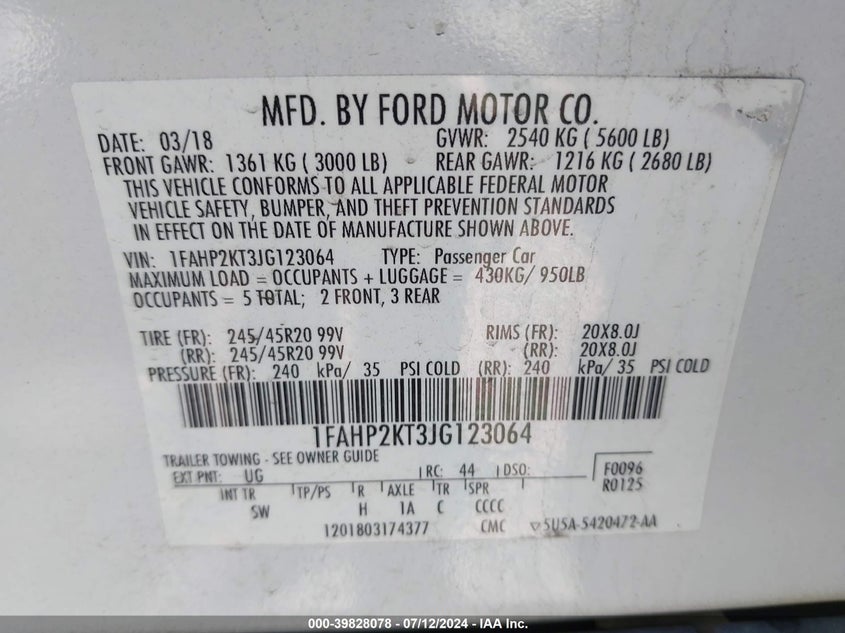 MFD. BY FORD MOTOR CO.
DATE: 03/18 GVWR: 2540 KG ( 5600 LB)
FRONT GAWR: 1361 KG ( 3000 LB) REAR GAWR: 1216 KG ( 2680 LB)
THIS VEHICLE CONFORMS TO ALL APPLICABLE FEDERAL MOTOR
VEHICLE SAFETY, BUMPER, AND THEFT PREVENTION STANDARDS
IN EFFECT ON THE DATE OF MANUFACTURE SHOWN ABOVE.
VIN: 1FAHP2KT3JG123064 TYPE: Passenger Car
MAXIMUM LOAD = OCCUPANTS + LUGGAGE = 430KG/ 950LB
OCCUPANTS = 5 TOTAL; 2 FRONT, 3 REAR
TIRE (FR): 245/45R20 99V RIMS (FR): 20X8.0J
(RR): 245/45R20 99V (RR): 20X8.0J
PRESSURE (FR): 240 kPa/ 35 PSI COLD (RR): 240 kPa/ 35 PSI COLD
1FAHP2KT3JG123064
TRAILER TOWING - SEE OWNER GUIDE
EXT PNT: UG RC: 44 DSO: F0096
R0125
INT TR TP/PS R AXLE TR SPR
SW H 1A C CCCC
1201803174377 CMC ▽5U5A-5420472-AA
000-39828078 - 07/12/2024 - IAA Inc.